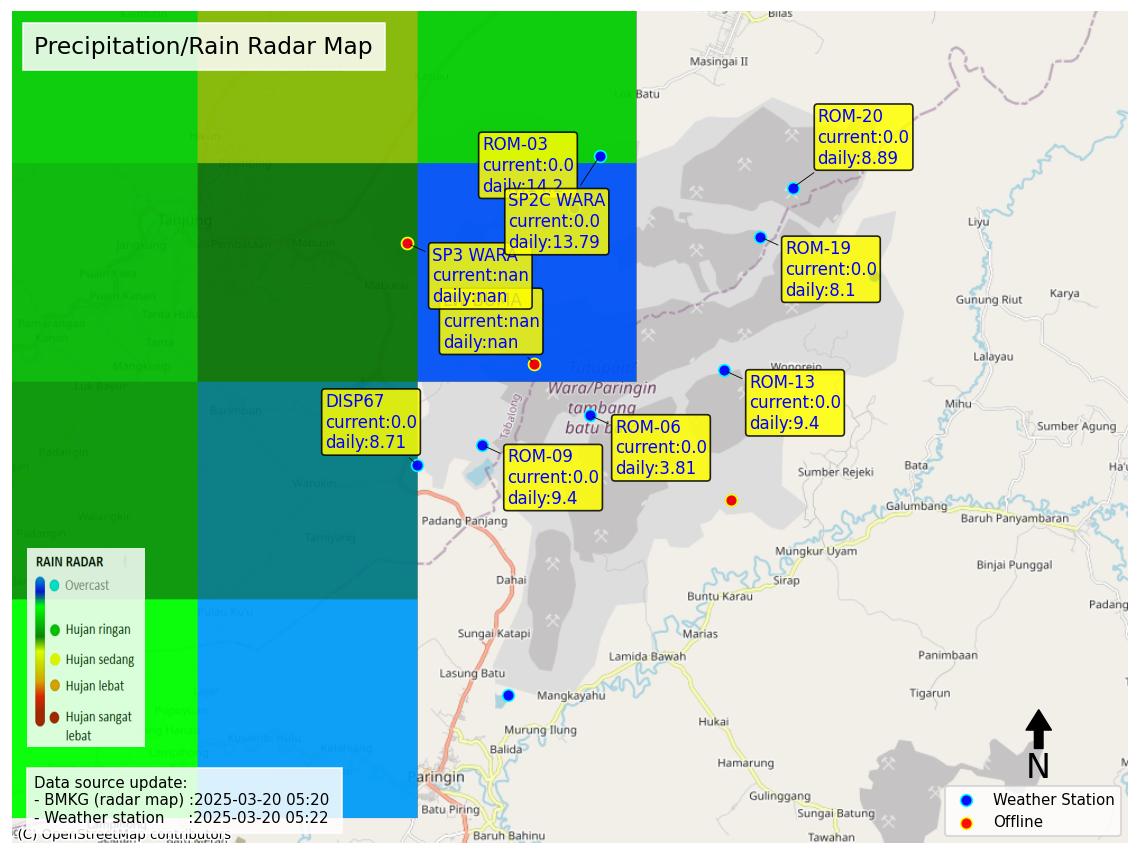 Precipitation/Rain Radar Map
Bilas
Masingai II
Batu
ROM-20
current:0.0
daily:8.89
ROM-03
current:0.0
daily:14.2
SP2C WARA
current:0.0
daily:13.79
Tanjung
Liyu
SP3 WARA
current:nan
daily:nan
ROM-19
current:0.0
daily:8.1
current:nan
daily:nan
Gunung Riut
Karya
Lalayau
Wonorejo
Wara/Paringin
tambang
batu b
Tabalong
ROM-13
current:0.0
daily:9.4
DISP67
current:0.0
daily:8.71
ROM-06
current:0.0
daily:3.81
ROM-09
current:0.0
daily:9.4
Mihu
Sumber Agung
Bata
Ha'u
Sumber Rejeki
Galumbang
Baruh Panyambaran
Padang Panjang
Mungkur Uyam
Binjai Punggal
Dahai
Sirap
Buntu Karau
Padang
Sungai Katapi
Marias
Lamida Bawah
Panimbaan
Lasung Batu
Mangkayahu
Tigarun
Murung Ilung
Hukai
Balida
Hamarung
Paringin
Gulinggang
Batu Piring
Sungai Batung
Baruh Bahinu
Tawahan
RAIN RADAR
Overcast
Hujan ringan
Hujan sedang
Hujan lebat
Hujan sangat
lebat
Data source update:
- BMKG (radar map) :2025-03-20 05:20
- Weather station :2025-03-20 05:22
(C) OpenStreetMap contributors
N
Weather Station
Offline